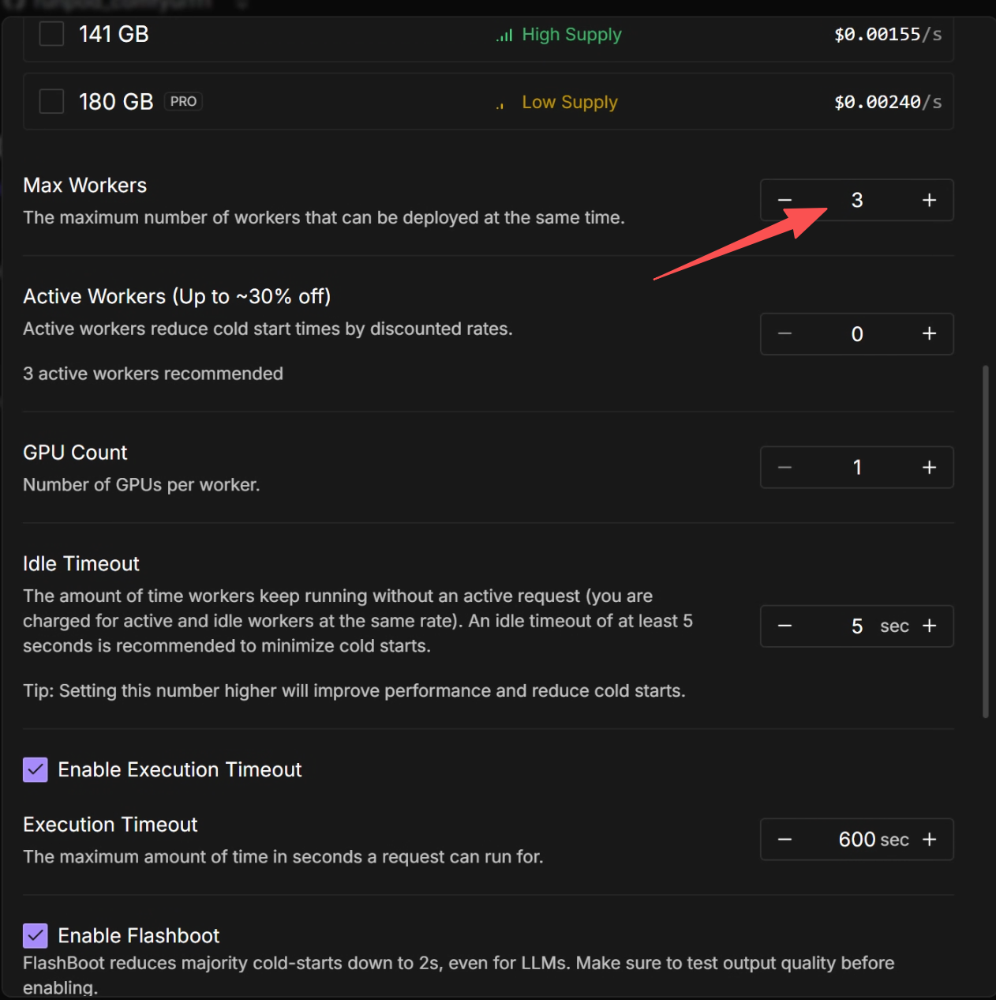 141 GB High Supply $0.00155/s
180 GB PRO Low Supply $0.00240/s
Max Workers
The maximum number of workers that can be deployed at the same time.
− 3 +
Active Workers (Up to ~30% off)
Active workers reduce cold start times by discounted rates.
− 0 +
3 active workers recommended
GPU Count
Number of GPUs per worker.
− 1 +
Idle Timeout
The amount of time workers keep running without an active request (you are
charged for active and idle workers at the same rate). An idle timeout of at least 5
seconds is recommended to minimize cold starts.
− 5 sec +
Tip: Setting this number higher will improve performance and reduce cold starts.
Enable Execution Timeout
Execution Timeout
The maximum amount of time in seconds a request can run for.
− 600 sec +
Enable Flashboot
FlashBoot reduces majority cold-starts down to 2s, even for LLMs. Make sure to test output quality before
enabling.